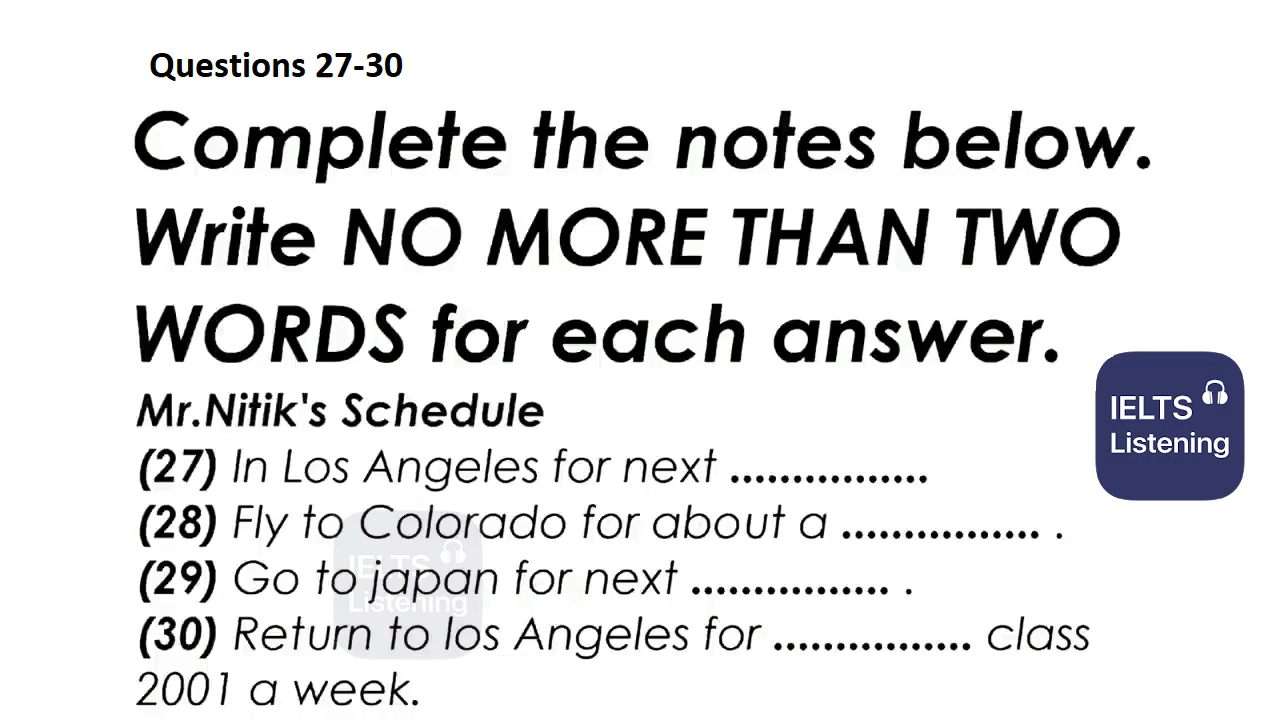 Questions 27-30
Complete the notes below.
Write NO MORE THAN TWO
WORDS for each answer.
Mr.Nitik's Schedule
(27) In Los Angeles for next ................
(28) Fly to Colorado for about a ................ .
(29) Go to japan for next ................ .
(30) Return to los Angeles for ................ class
2001 a week.
IELTS
Listening
IELTS
Listening